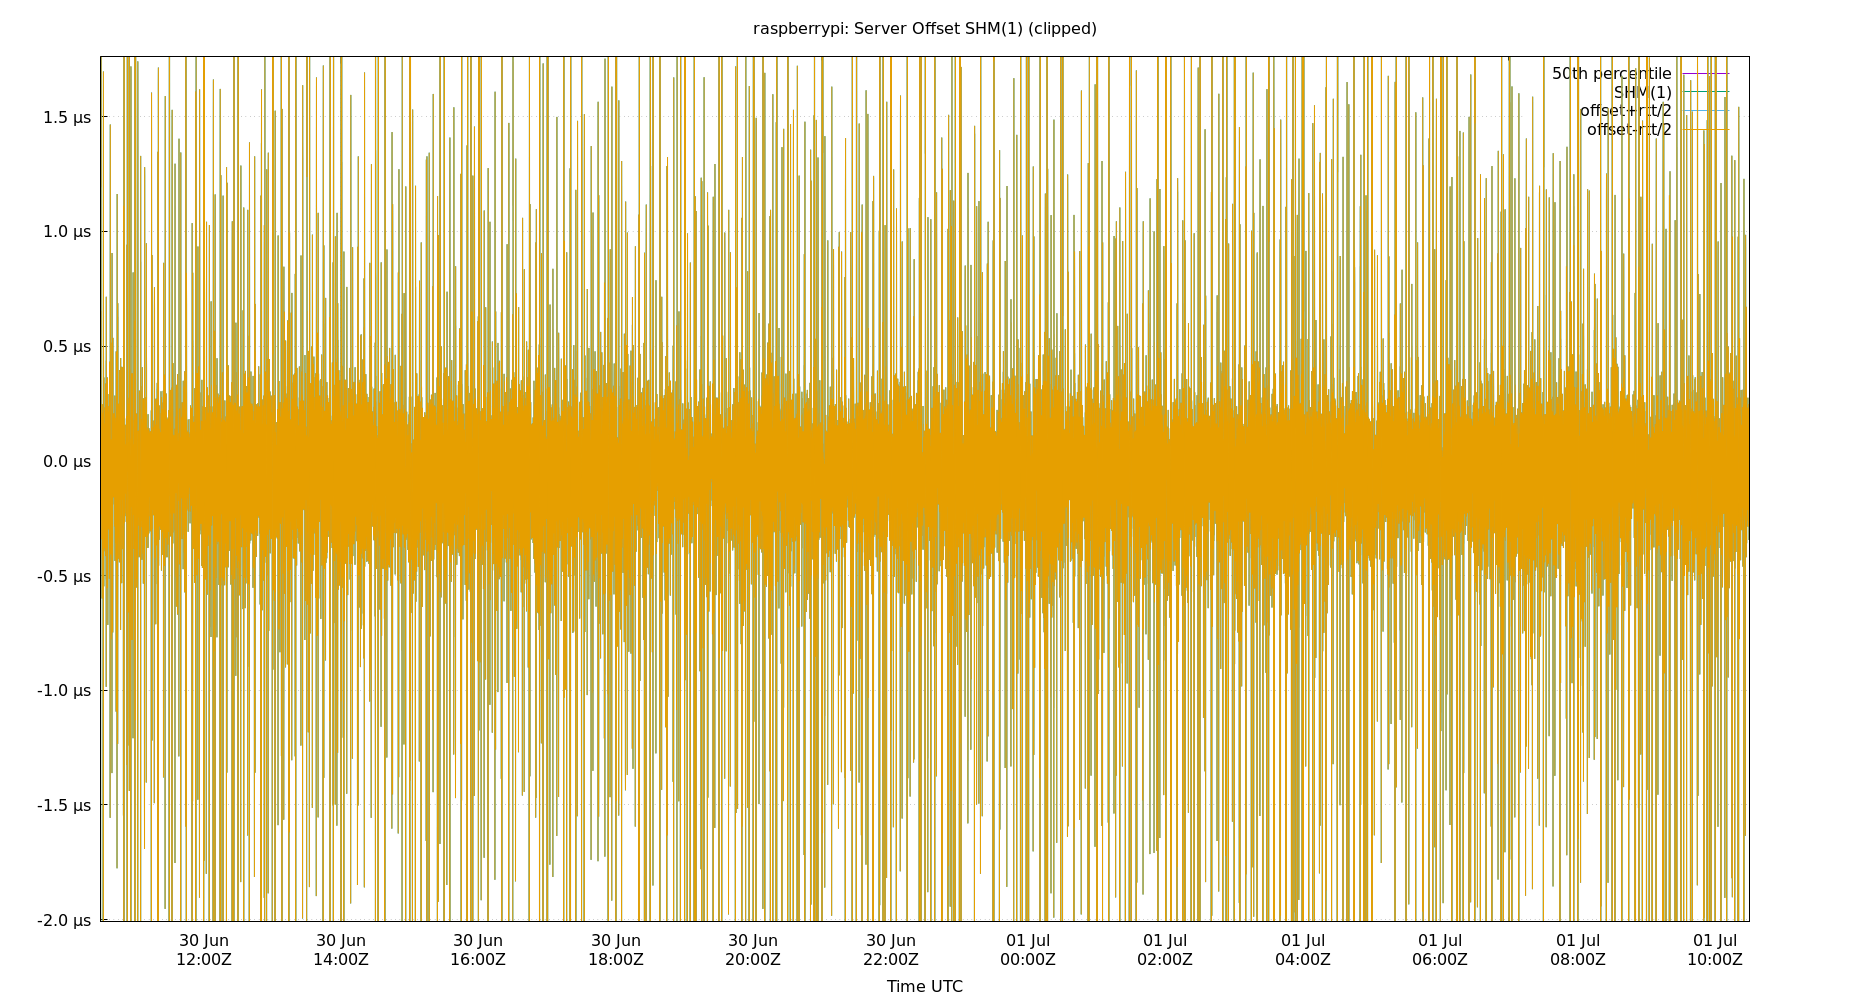 raspberrypi: Server Offset SHM(1) (clipped)
50th percentile
SHM(1)
offset+rtt/2
offset-rtt/2
1.5 µs
1.0 µs
0.5 µs
0.0 µs
-0.5 µs
-1.0 µs
-1.5 µs
-2.0 µs
30 Jun 30 Jun 30 Jun 30 Jun 30 Jun 30 Jun 01 Jul 01 Jul 01 Jul 01 Jul 01 Jul 01 Jul
12:00Z 14:00Z 16:00Z 18:00Z 20:00Z 22:00Z 00:00Z 02:00Z 04:00Z 06:00Z 08:00Z 10:00Z
Time UTC